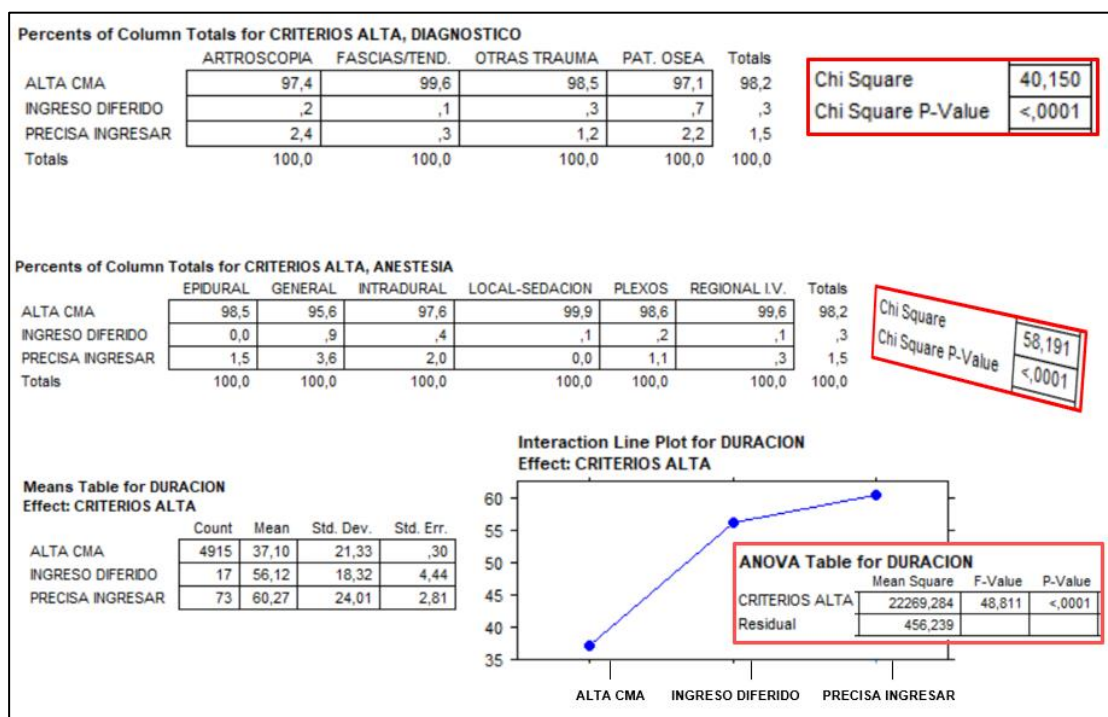 Percents of Column Totals for CRITERIOS ALTA, DIAGNOSTICO
ARTROSCOPIA FASCIAS/TEND. OTRAS TRAUMA PAT. OSEA Totals
ALTA CMA 97,4 99,6 98,5 97,1 98,2
INGRESO DIFERIDO ,2 ,1 ,3 ,7 ,3
PRECISA INGRESAR 2,4 ,3 1,2 2,2 1,5
Totals 100,0 100,0 100,0 100,0 100,0
Chi Square 40,150
Chi Square P-Value <,0001
Percents of Column Totals for CRITERIOS ALTA, ANESTESIA
EPIDURAL GENERAL INTRADURAL LOCAL-SEDACION PLEXOS REGIONAL I.V. Totals
ALTA CMA 98,5 95,6 97,6 99,9 98,6 99,6 98,2
INGRESO DIFERIDO 0,0 ,9 ,4 ,1 ,2 ,1 ,3
PRECISA INGRESAR 1,5 3,6 2,0 0,0 1,1 ,3 1,5
Totals 100,0 100,0 100,0 100,0 100,0 100,0 100,0
Chi Square 58,191
Chi Square P-Value <,0001
Means Table for DURACION
Effect: CRITERIOS ALTA
Count Mean Std. Dev. Std. Err.
ALTA CMA 4915 37,10 21,33 ,30
INGRESO DIFERIDO 17 56,12 18,32 4,44
PRECISA INGRESAR 73 60,27 24,01 2,81
Interaction Line Plot for DURACION
Effect: CRITERIOS ALTA
60
55
50
45
40
35
ALTA CMA INGRESO DIFERIDO PRECISA INGRESAR
ANOVA Table for DURACION
Mean Square F-Value P-Value
CRITERIOS ALTA 22269,284 48,811 <,0001
Residual 456,239